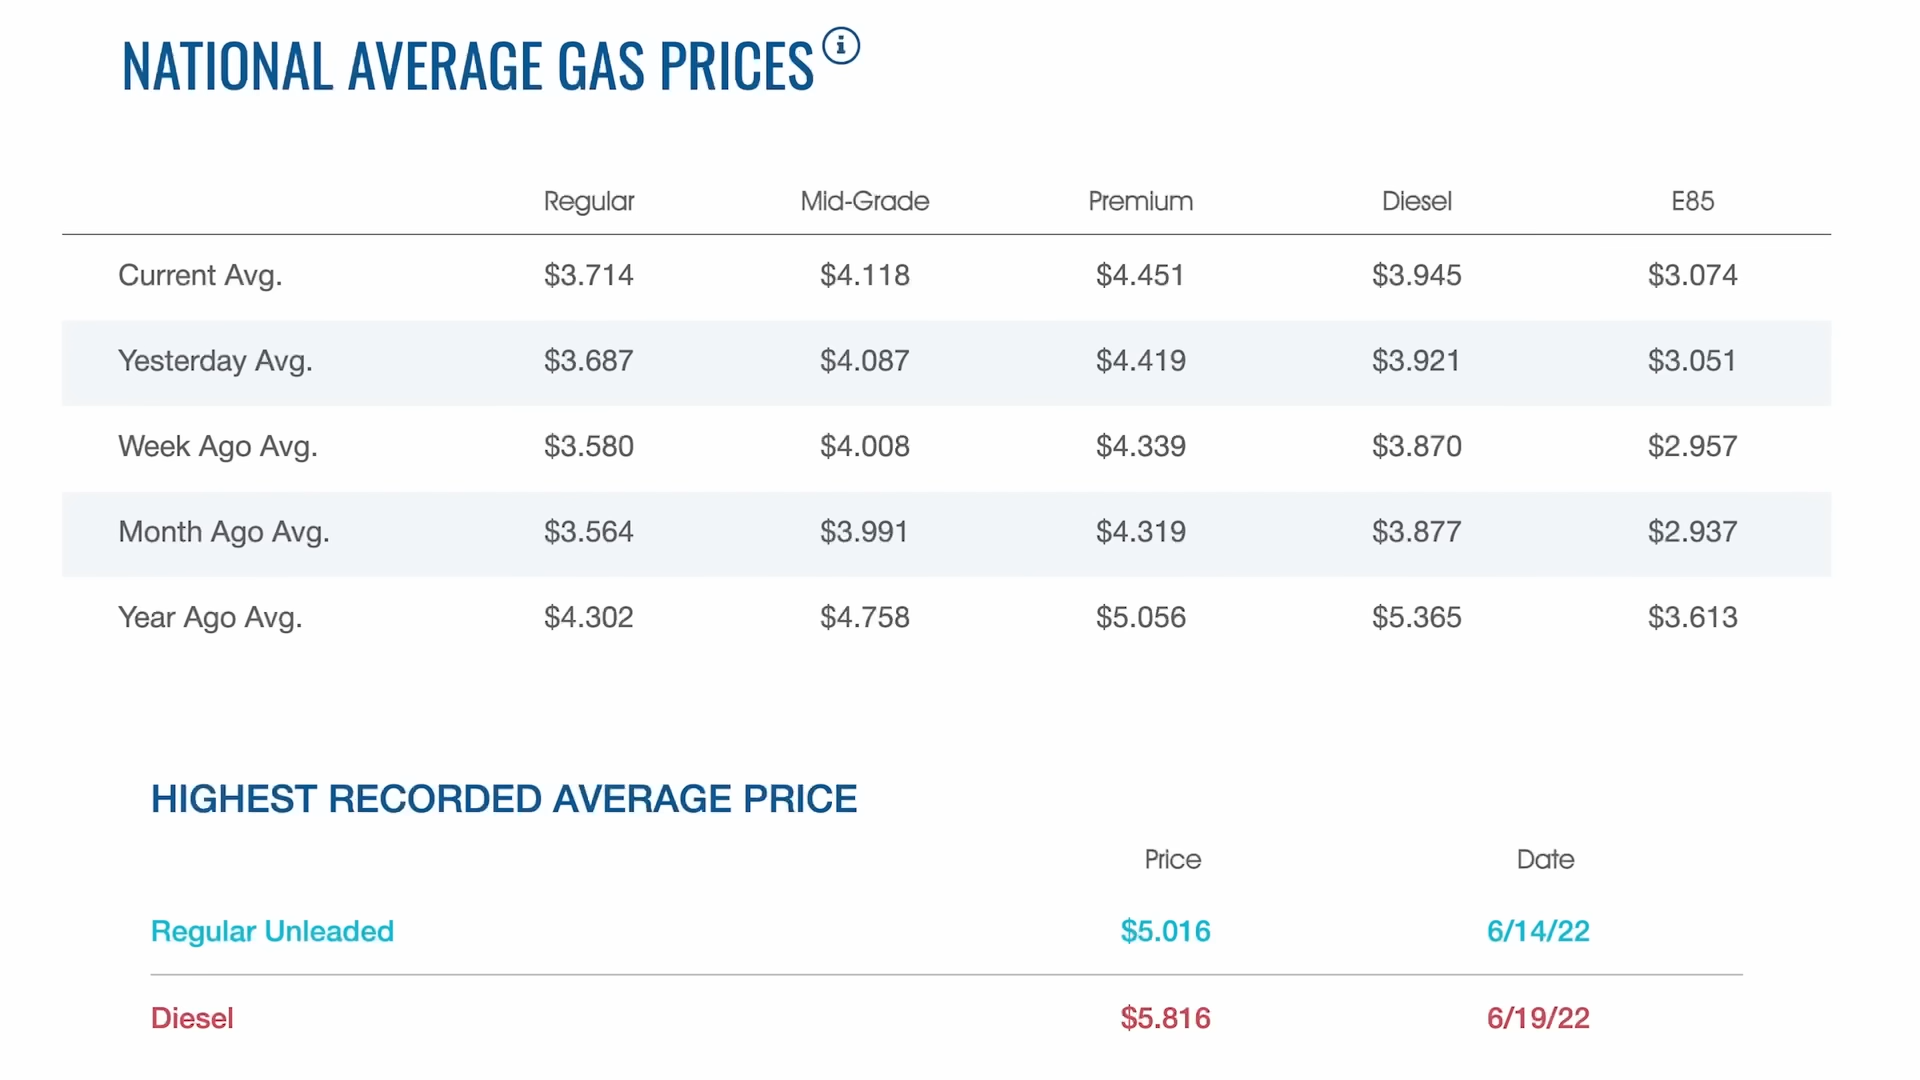 NATIONAL AVERAGE GAS PRICES i
Regular Mid-Grade Premium Diesel E85
Current Avg. $3.714 $4.118 $4.451 $3.945 $3.074
Yesterday Avg. $3.687 $4.087 $4.419 $3.921 $3.051
Week Ago Avg. $3.580 $4.008 $4.339 $3.870 $2.957
Month Ago Avg. $3.564 $3.991 $4.319 $3.877 $2.937
Year Ago Avg. $4.302 $4.758 $5.056 $5.365 $3.613
HIGHEST RECORDED AVERAGE PRICE
Price Date
Regular Unleaded $5.016 6/14/22
Diesel $5.816 6/19/22